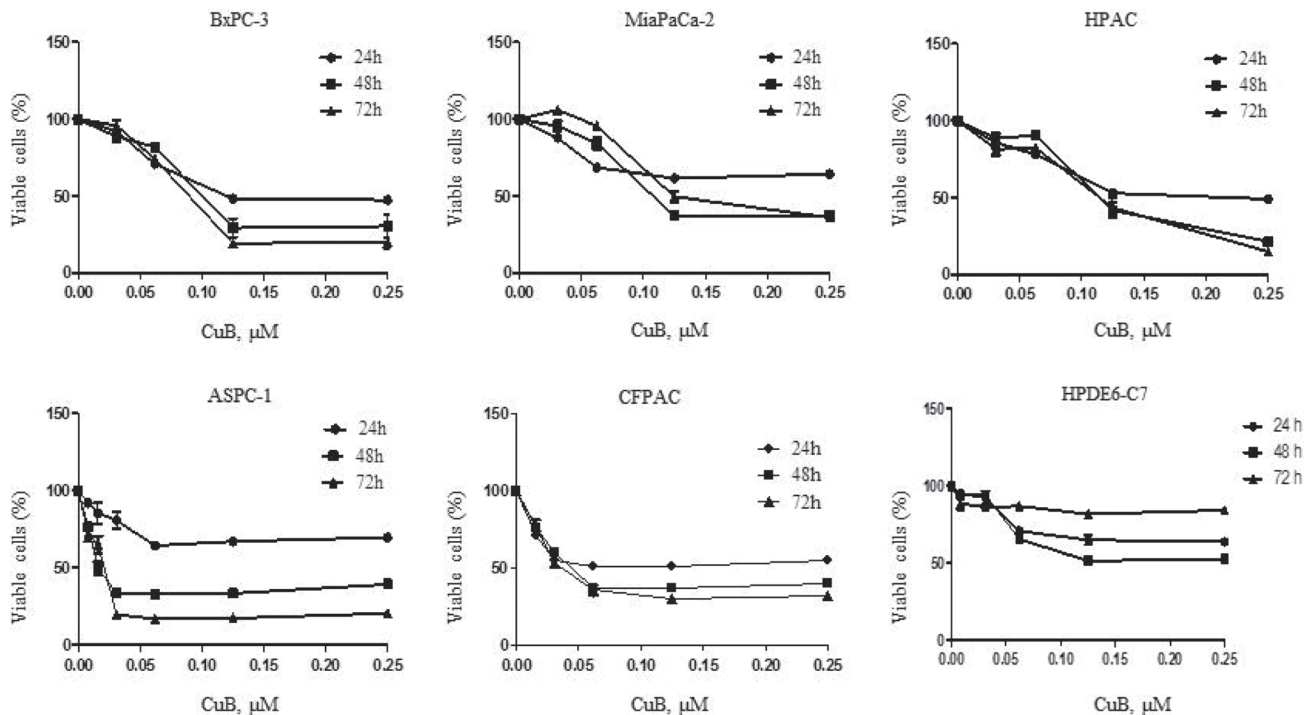 BxPC-3
150
100
50
0
Viable cells (%)
24h
48h
72h
0.00 0.05 0.10 0.15 0.20 0.25
CuB, μM
MiaPaCa-2
150
100
50
0
Viable cells (%)
24h
48h
72h
0.00 0.05 0.10 0.15 0.20 0.25
CuB, μM
HPAC
150
100
50
0
Viable cells (%)
24h
48h
72h
0.00 0.05 0.10 0.15 0.20 0.25
CuB, μM
ASPC-1
150
100
50
0
Viable cells (%)
24h
48h
72h
0.00 0.05 0.10 0.15 0.20 0.25
CuB, μM
CFPAC
150
100
50
0
Viable cells (%)
24h
48h
72h
0.00 0.05 0.10 0.15 0.20 0.25
CuB, μM
HPDE6-C7
150
100
50
0
Viable cells (%)
24 h
48 h
72 h
0.00 0.05 0.10 0.15 0.20 0.25
CuB, μM